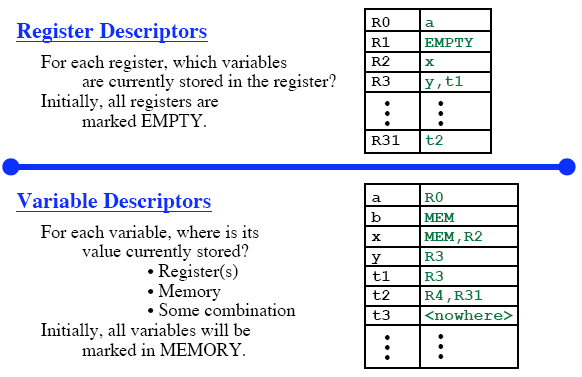 Register Descriptors
For each register, which variables
are currently stored in the register?
Initially, all registers are
marked EMPTY.
R0 a
R1 EMPTY
R2 x
R3 y,t1
R31 t2
Variable Descriptors
For each variable, where is its
value currently stored?
• Register(s)
• Memory
• Some combination
Initially, all variables will be
marked in MEMORY.
a R0
b MEM
x MEM,R2
y R3
t1 R3
t2 R4,R31
t3 <nowhere>